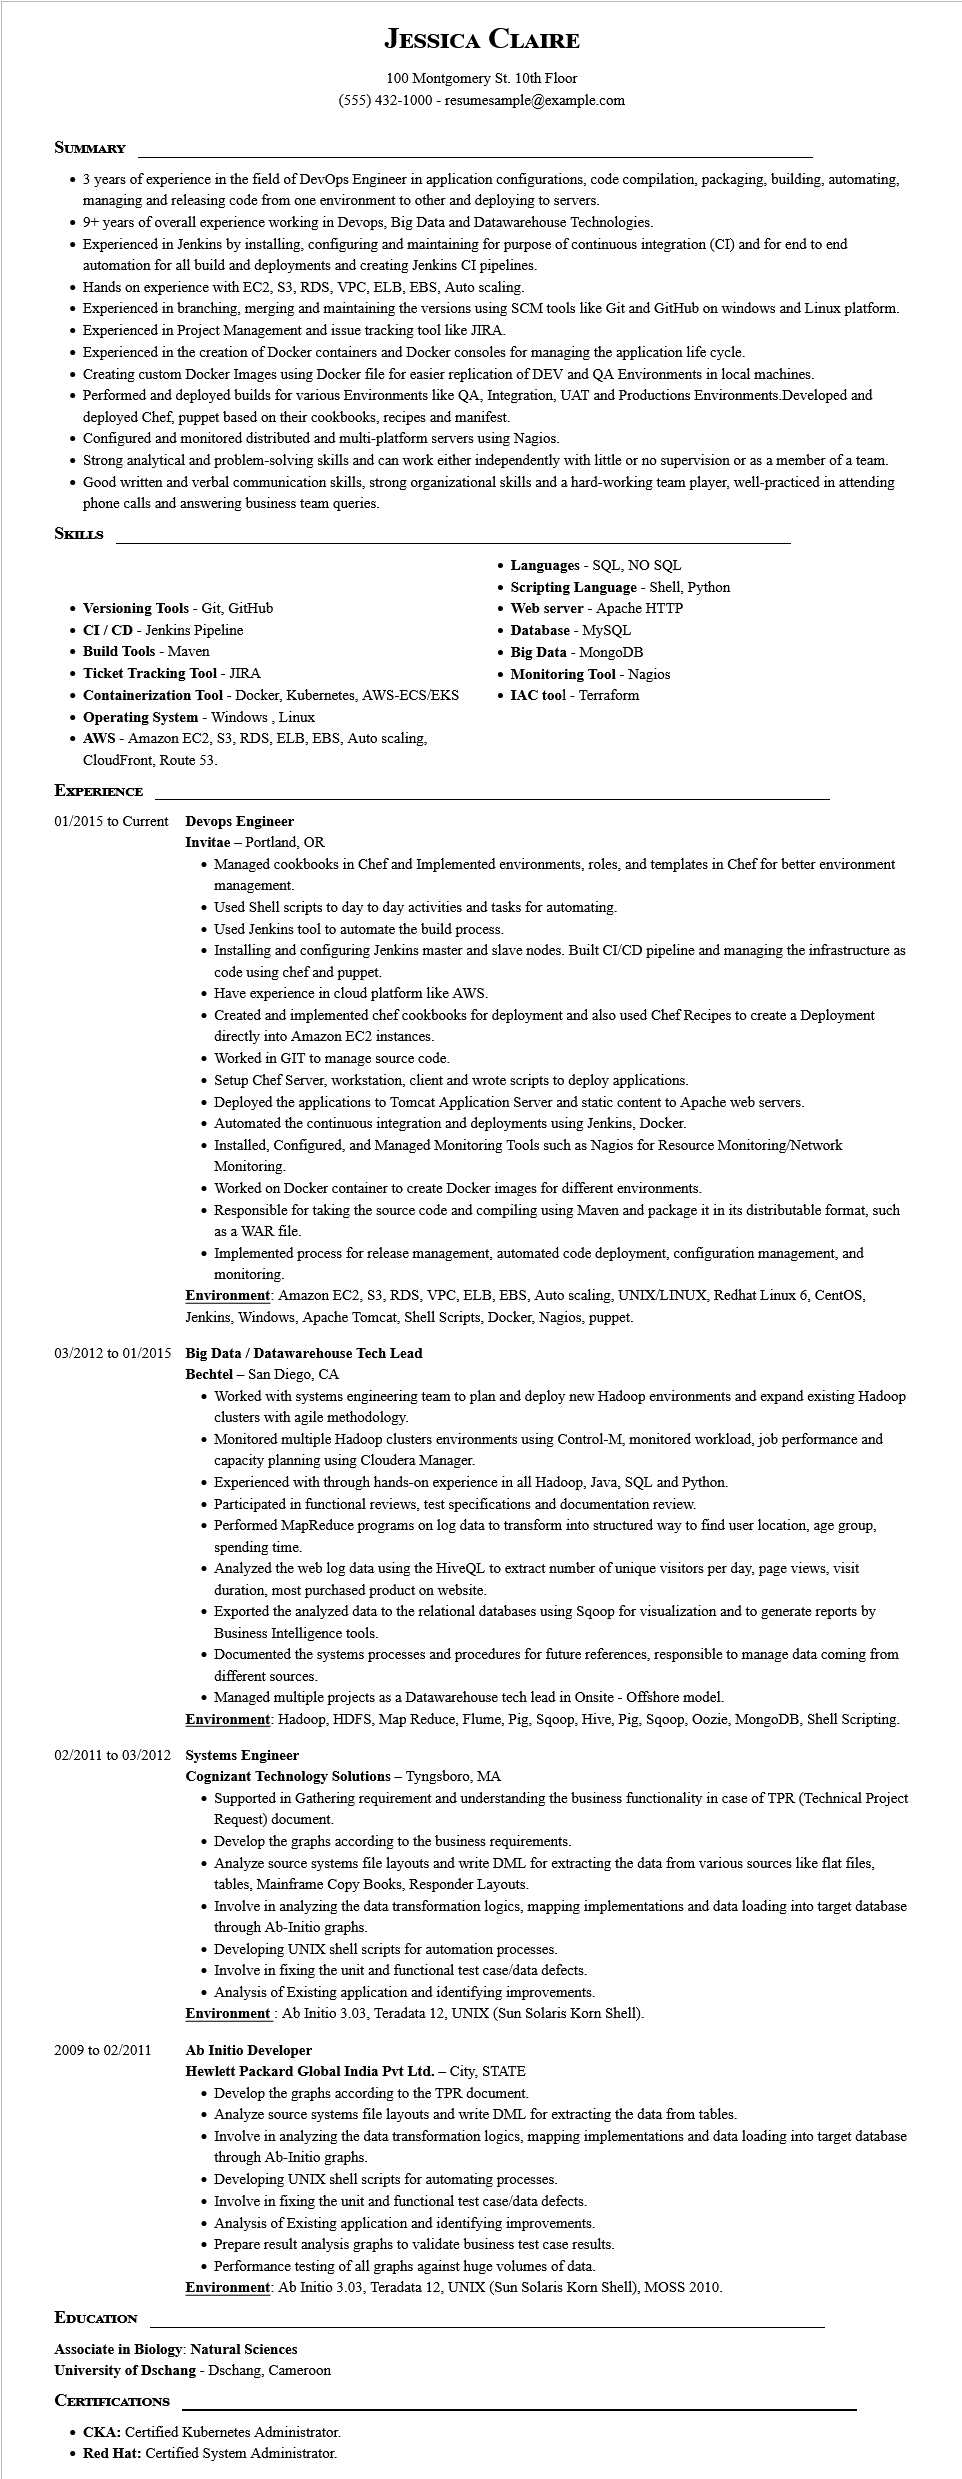 Jessica Claire
100 Montgomery St. 10th Floor
(555) 432-1000 - resumesample@example.com
Summary
• 3 years of experience in the field of DevOps Engineer in application configurations, code compilation, packaging, building, automating,
managing and releasing code from one environment to other and deploying to servers.
• 9+ years of overall experience working in Devops, Big Data and Datawarehouse Technologies.
• Experienced in Jenkins by installing, configuring and maintaining for purpose of continuous integration (CI) and for end to end
automation for all build and deployments and creating Jenkins CI pipelines.
• Hands on experience with EC2, S3, RDS, VPC, ELB, EBS, Auto scaling.
• Experienced in branching, merging and maintaining the versions using SCM tools like Git and GitHub on windows and Linux platform.
• Experienced in Project Management and issue tracking tool like JIRA.
• Experienced in the creation of Docker containers and Docker consoles for managing the application life cycle.
• Creating custom Docker Images using Docker file for easier replication of DEV and QA Environments in local machines.
• Performed and deployed builds for various Environments like QA, Integration, UAT and Productions Environments.Developed and
deployed Chef, puppet based on their cookbooks, recipes and manifest.
• Configured and monitored distributed and multi-platform servers using Nagios.
• Strong analytical and problem-solving skills and can work either independently with little or no supervision or as a member of a team.
• Good written and verbal communication skills, strong organizational skills and a hard-working team player, well-practiced in attending
phone calls and answering business team queries.
Skills
• Versioning Tools - Git, GitHub
• CI / CD - Jenkins Pipeline
• Build Tools - Maven
• Ticket Tracking Tool - JIRA
• Containerization Tool - Docker, Kubernetes, AWS-ECS/EKS
• Operating System - Windows , Linux
• AWS - Amazon EC2, S3, RDS, ELB, EBS, Auto scaling,
CloudFront, Route 53.
• Languages - SQL, NO SQL
• Scripting Language - Shell, Python
• Web server - Apache HTTP
• Database - MySQL
• Big Data - MongoDB
• Monitoring Tool - Nagios
• IAC tool - Terraform
Experience
01/2015 to Current Devops Engineer
Invitae – Portland, OR
• Managed cookbooks in Chef and Implemented environments, roles, and templates in Chef for better environment
management.
• Used Shell scripts to day to day activities and tasks for automating.
• Used Jenkins tool to automate the build process.
• Installing and configuring Jenkins master and slave nodes. Built CI/CD pipeline and managing the infrastructure as
code using chef and puppet.
• Have experience in cloud platform like AWS.
• Created and implemented chef cookbooks for deployment and also used Chef Recipes to create a Deployment
directly into Amazon EC2 instances.
• Worked in GIT to manage source code.
• Setup Chef Server, workstation, client and wrote scripts to deploy applications.
• Deployed the applications to Tomcat Application Server and static content to Apache web servers.
• Automated the continuous integration and deployments using Jenkins, Docker.
• Installed, Configured, and Managed Monitoring Tools such as Nagios for Resource Monitoring/Network
Monitoring.
• Worked on Docker container to create Docker images for different environments.
• Responsible for taking the source code and compiling using Maven and package it in its distributable format, such
as a WAR file.
• Implemented process for release management, automated code deployment, configuration management, and
monitoring.
Environment: Amazon EC2, S3, RDS, VPC, ELB, EBS, Auto scaling, UNIX/LINUX, Redhat Linux 6, CentOS,
Jenkins, Windows, Apache Tomcat, Shell Scripts, Docker, Nagios, puppet.
03/2012 to 01/2015 Big Data / Datawarehouse Tech Lead
Bechtel – San Diego, CA
• Worked with systems engineering team to plan and deploy new Hadoop environments and expand existing Hadoop
clusters with agile methodology.
• Monitored multiple Hadoop clusters environments using Control-M, monitored workload, job performance and
capacity planning using Cloudera Manager.
• Experienced with through hands-on experience in all Hadoop, Java, SQL and Python.
• Participated in functional reviews, test specifications and documentation review.
• Performed MapReduce programs on log data to transform into structured way to find user location, age group,
spending time.
• Analyzed the web log data using the HiveQL to extract number of unique visitors per day, page views, visit
duration, most purchased product on website.
• Exported the analyzed data to the relational databases using Sqoop for visualization and to generate reports by
Business Intelligence tools.
• Documented the systems processes and procedures for future references, responsible to manage data coming from
different sources.
• Managed multiple projects as a Datawarehouse tech lead in Onsite - Offshore model.
Environment: Hadoop, HDFS, Map Reduce, Flume, Pig, Sqoop, Hive, Pig, Sqoop, Oozie, MongoDB, Shell Scripting.
02/2011 to 03/2012 Systems Engineer
Cognizant Technology Solutions – Tyngsboro, MA
• Supported in Gathering requirement and understanding the business functionality in case of TPR (Technical Project
Request) document.
• Develop the graphs according to the business requirements.
• Analyze source systems file layouts and write DML for extracting the data from various sources like flat files,
tables, Mainframe Copy Books, Responder Layouts.
• Involve in analyzing the data transformation logics, mapping implementations and data loading into target database
through Ab-Initio graphs.
• Developing UNIX shell scripts for automation processes.
• Involve in fixing the unit and functional test case/data defects.
• Analysis of Existing application and identifying improvements.
Environment : Ab Initio 3.03, Teradata 12, UNIX (Sun Solaris Korn Shell).
2009 to 02/2011 Ab Initio Developer
Hewlett Packard Global India Pvt Ltd. – City, STATE
• Develop the graphs according to the TPR document.
• Analyze source systems file layouts and write DML for extracting the data from tables.
• Involve in analyzing the data transformation logics, mapping implementations and data loading into target database
through Ab-Initio graphs.
• Developing UNIX shell scripts for automating processes.
• Involve in fixing the unit and functional test case/data defects.
• Analysis of Existing application and identifying improvements.
• Prepare result analysis graphs to validate business test case results.
• Performance testing of all graphs against huge volumes of data.
Environment: Ab Initio 3.03, Teradata 12, UNIX (Sun Solaris Korn Shell), MOSS 2010.
Education
Associate in Biology: Natural Sciences
University of Dschang - Dschang, Cameroon
Certifications
• CKA: Certified Kubernetes Administrator.
• Red Hat: Certified System Administrator.